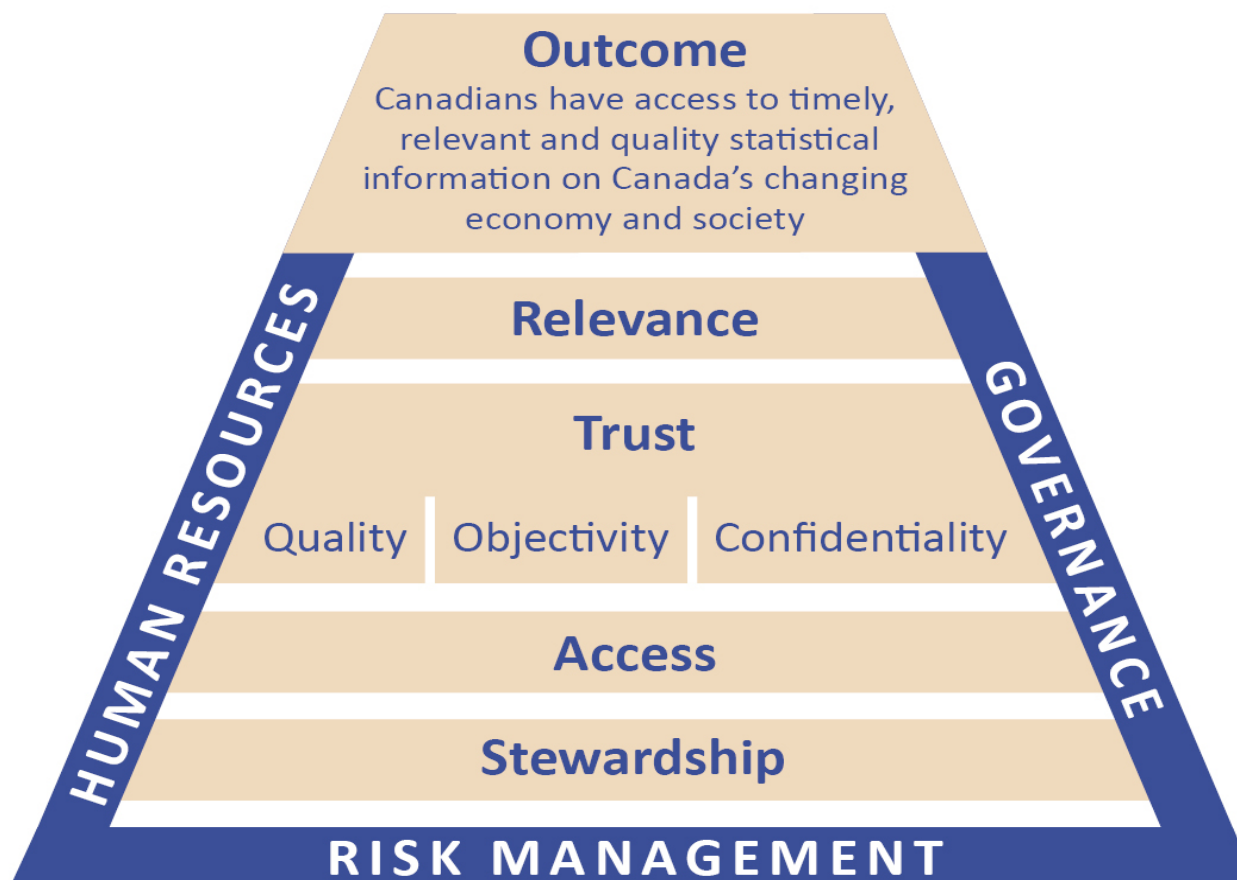 Outcome
Canadians have access to timely,
relevant and quality statistical
information on Canada’s changing
economy and society
HUMAN RESOURCES
GOVERNANCE
Relevance
Trust
Quality
Objectivity
Confidentiality
Access
Stewardship
RISK MANAGEMENT